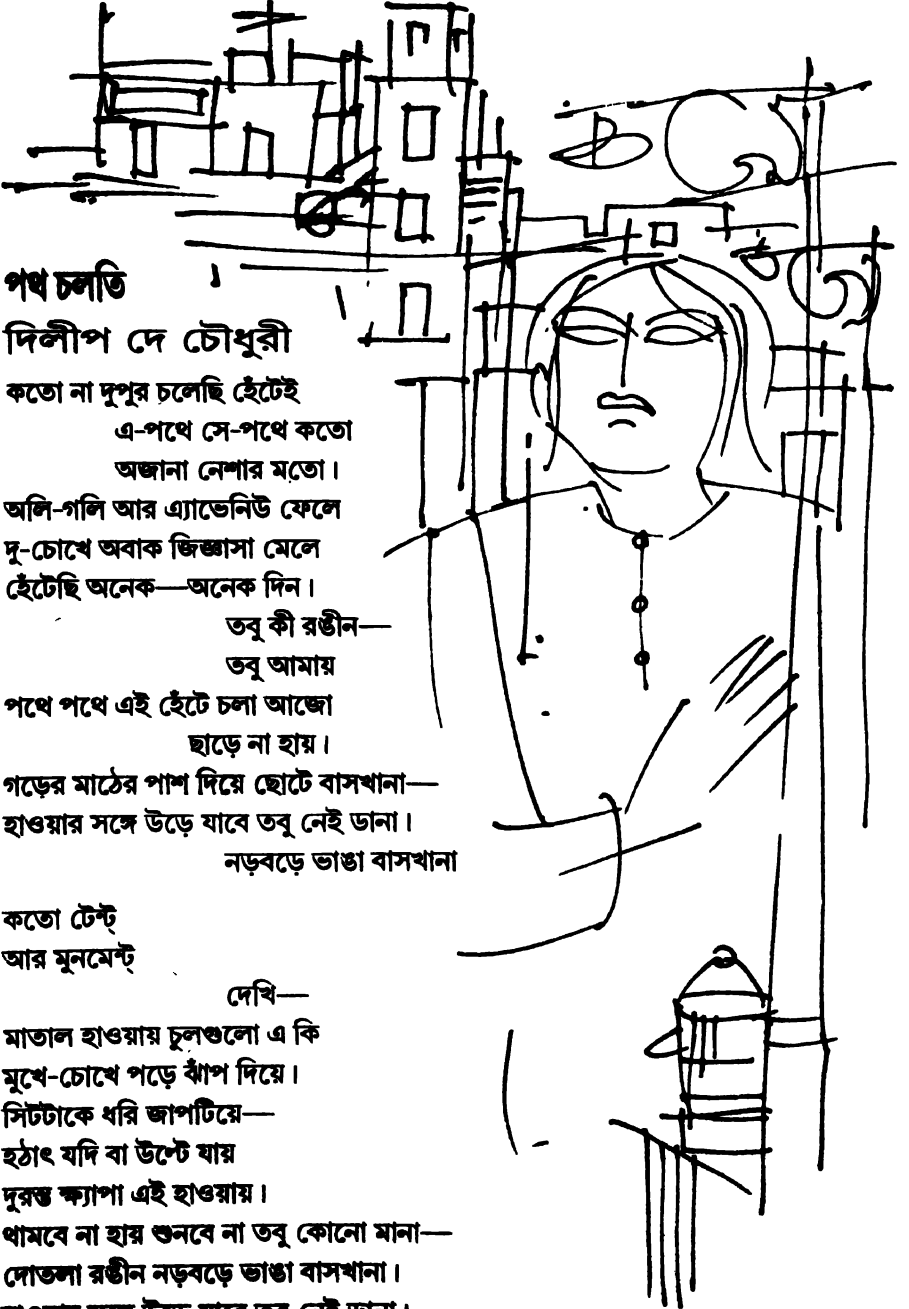 পথ চলতি
দিলীপ দে চৌধুরী
কতো না দুপুর চলেছি হেঁটেই
এ-পথে সে-পথে কতো
অজানা নেশার মতো।
অলি-গলি আর এ্যাভেনিউ ফেলে
দু-চোখে অবাক জিজ্ঞাসা মেলে
হেঁটেছি অনেক—অনেক দিন।
তবু কী রঙীন—
তবু আমায়
পথে পথে এই হেঁটে চলা আজো
ছাড়ে না হায়।
গড়ের মাঠের পাশ দিয়ে ছোটে বাসখানা—
হাওয়ার সঙ্গে উড়ে যাবে তবু নেই ডানা।
নড়বড়ে ভাঙা বাসখানা
কতো টেন্ট্
আর মুনমেন্ট্
দেখি—
মাতাল হাওয়ায় চুলগুলো এ কি
মুখে-চোখে পড়ে ঝাঁপ দিয়ে।
সিটটাকে ধরি জাপটিয়ে—
হঠাৎ যদি বা উল্টে যায়
দুরন্ত ক্ষ্যাপা এই হাওয়ায়।
থামবে না হায় শুনবে না তবু কোনো মানা—
দোতলা রঙীন নড়বড়ে ভাঙা বাসখানা।